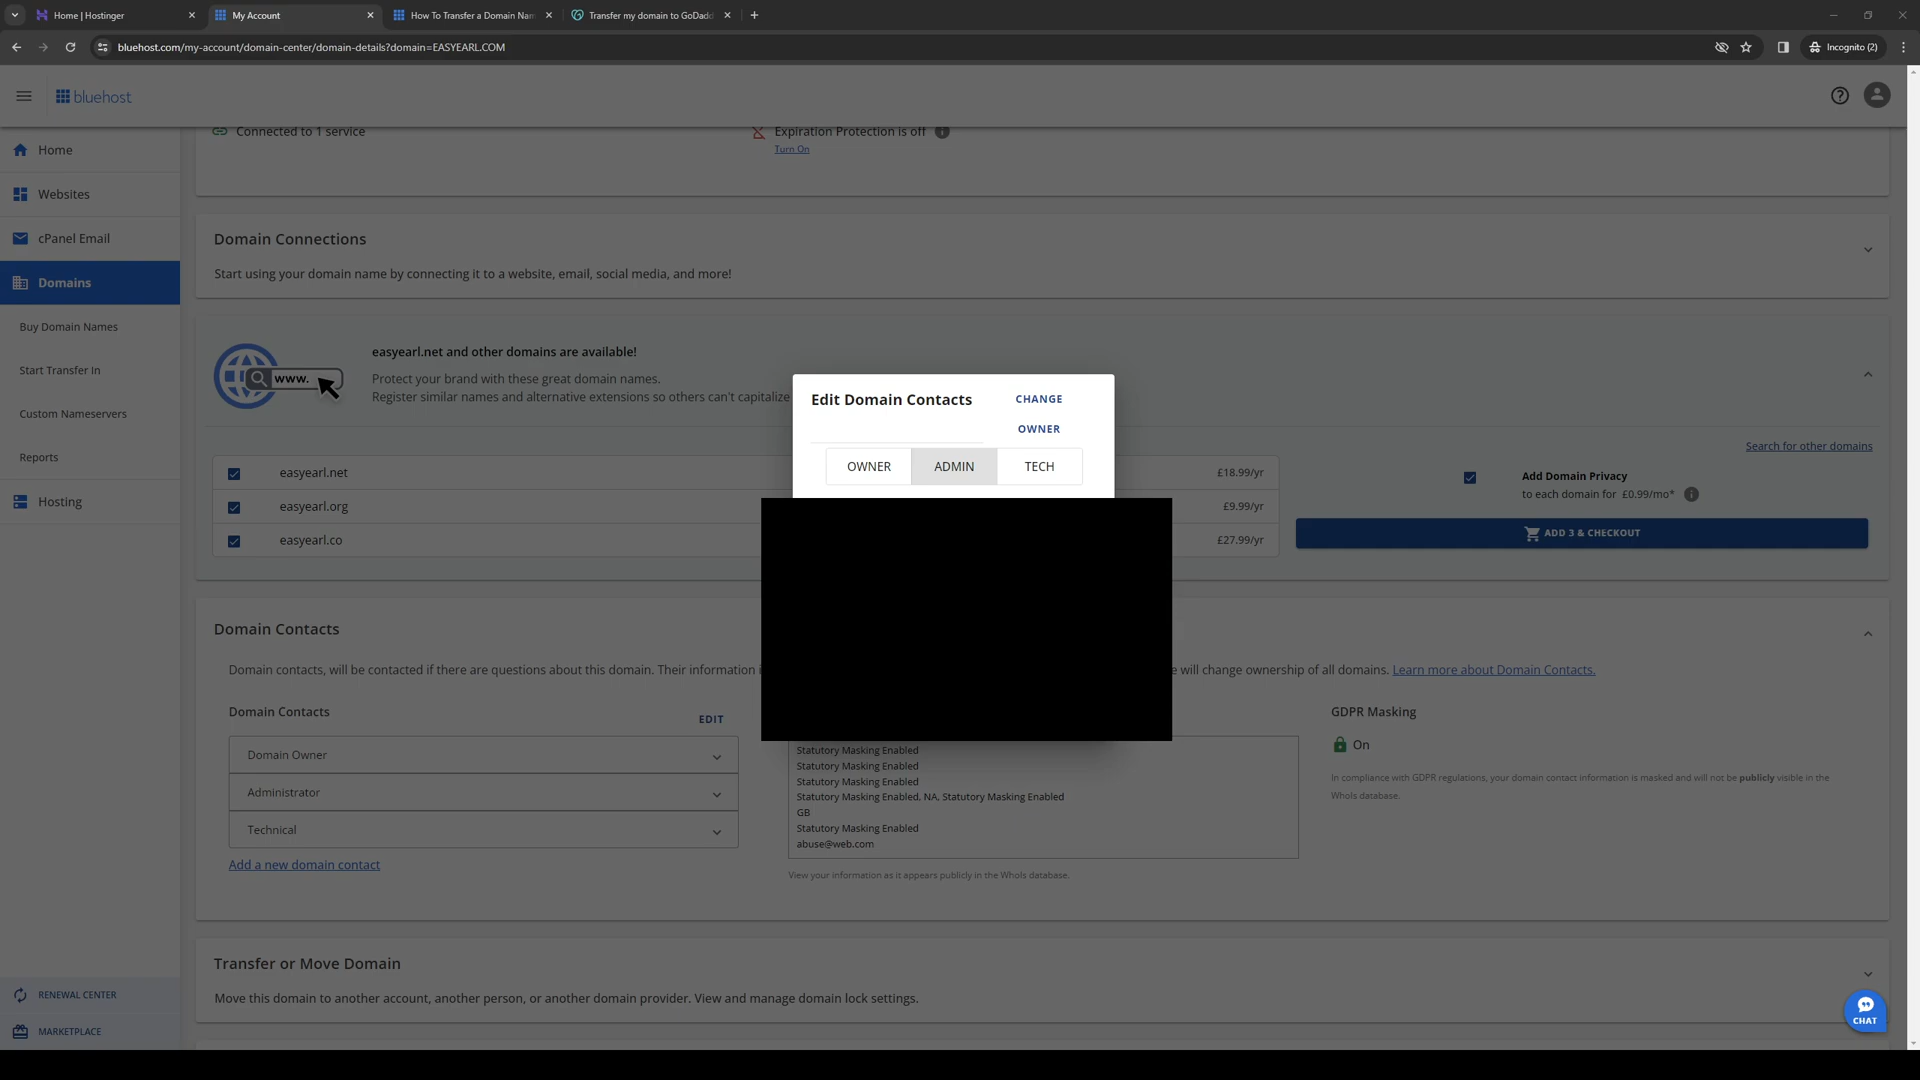 Home | Hostinger
My Account
How To Transfer a Domain Nam
Transfer my domain to GoDadd
bluehost.com/my-account/domain-center/domain-details?domain=EASYEARL.COM
Incognito (2)
bluehost
Home
Websites
cPanel Email
Domains
Buy Domain Names
Start Transfer In
Custom Nameservers
Reports
Hosting
RENEWAL CENTER
MARKETPLACE
Connected to 1 service
Expiration Protection is off
Turn On
Domain Connections
Start using your domain name by connecting it to a website, email, social media, and more!
www.
easyearl.net and other domains are available!
Protect your brand with these great domain names.
Register similar names and alternative extensions so others can't capitalize
Search for other domains
easyearl.net £18.99/yr
easyearl.org £9.99/yr
easyearl.co £27.99/yr
Add Domain Privacy
to each domain for £0.99/mo*
ADD 3 & CHECKOUT
Edit Domain Contacts
CHANGE
OWNER
OWNER ADMIN TECH
Domain Contacts
Domain contacts, will be contacted if there are questions about this domain. Their information i
e will change ownership of all domains. Learn more about Domain Contacts.
Domain Contacts
EDIT
Domain Owner
Administrator
Technical
Add a new domain contact
Statutory Masking Enabled
Statutory Masking Enabled
Statutory Masking Enabled
Statutory Masking Enabled, NA, Statutory Masking Enabled
GB
Statutory Masking Enabled
abuse@web.com
View your information as it appears publicly in the WhoIs database.
GDPR Masking
On
In compliance with GDPR regulations, your domain contact information is masked and will not be publicly visible in the
WhoIs database.
Transfer or Move Domain
Move this domain to another account, another person, or another domain provider. View and manage domain lock settings.
CHAT